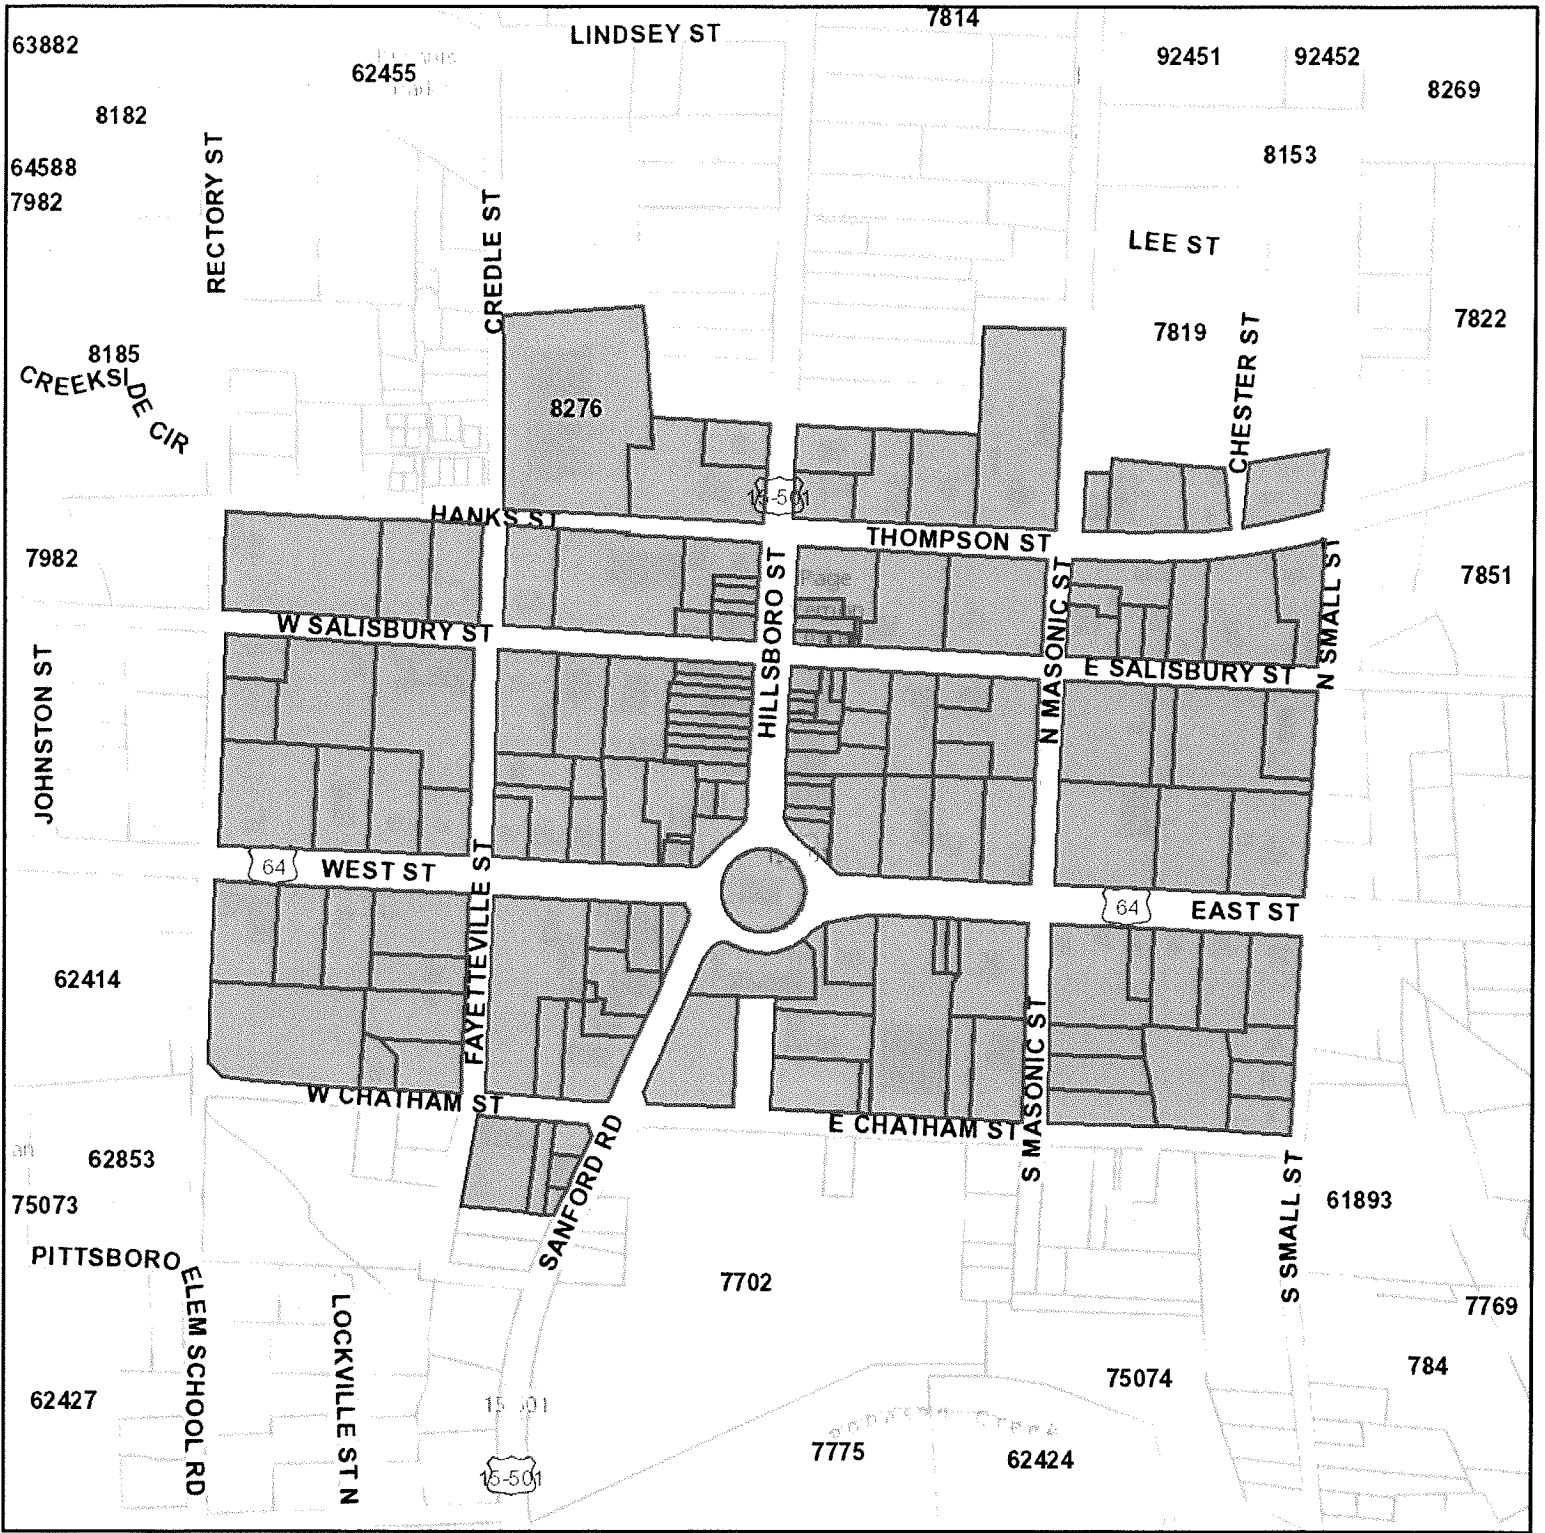 LINDSEY ST
7814
63882
62455
92451
92452
8269
8182
8153
64588
7982
RECTORY ST
CREDLE ST
LEE ST
7819
CHESTER ST
7822
8185
CREEKSIDE CIR
8276
15-501
HANKS ST
THOMPSON ST
7982
Page
7851
HILLSBORO ST
N MASONIC ST
N SMALL ST
W SALISBURY ST
E SALISBURY ST
JOHNSTON ST
64
WEST ST
FAYETTEVILLE ST
64
EAST ST
62414
S MASONIC ST
W CHATHAM ST
E CHATHAM ST
an
62853
SANFORD RD
S SMALL ST
61893
75073
PITTSBORO ELEM SCHOOL RD
7702
7769
LOCKVILLE ST N
784
75074
62427
15-501
7775
62424
15-501